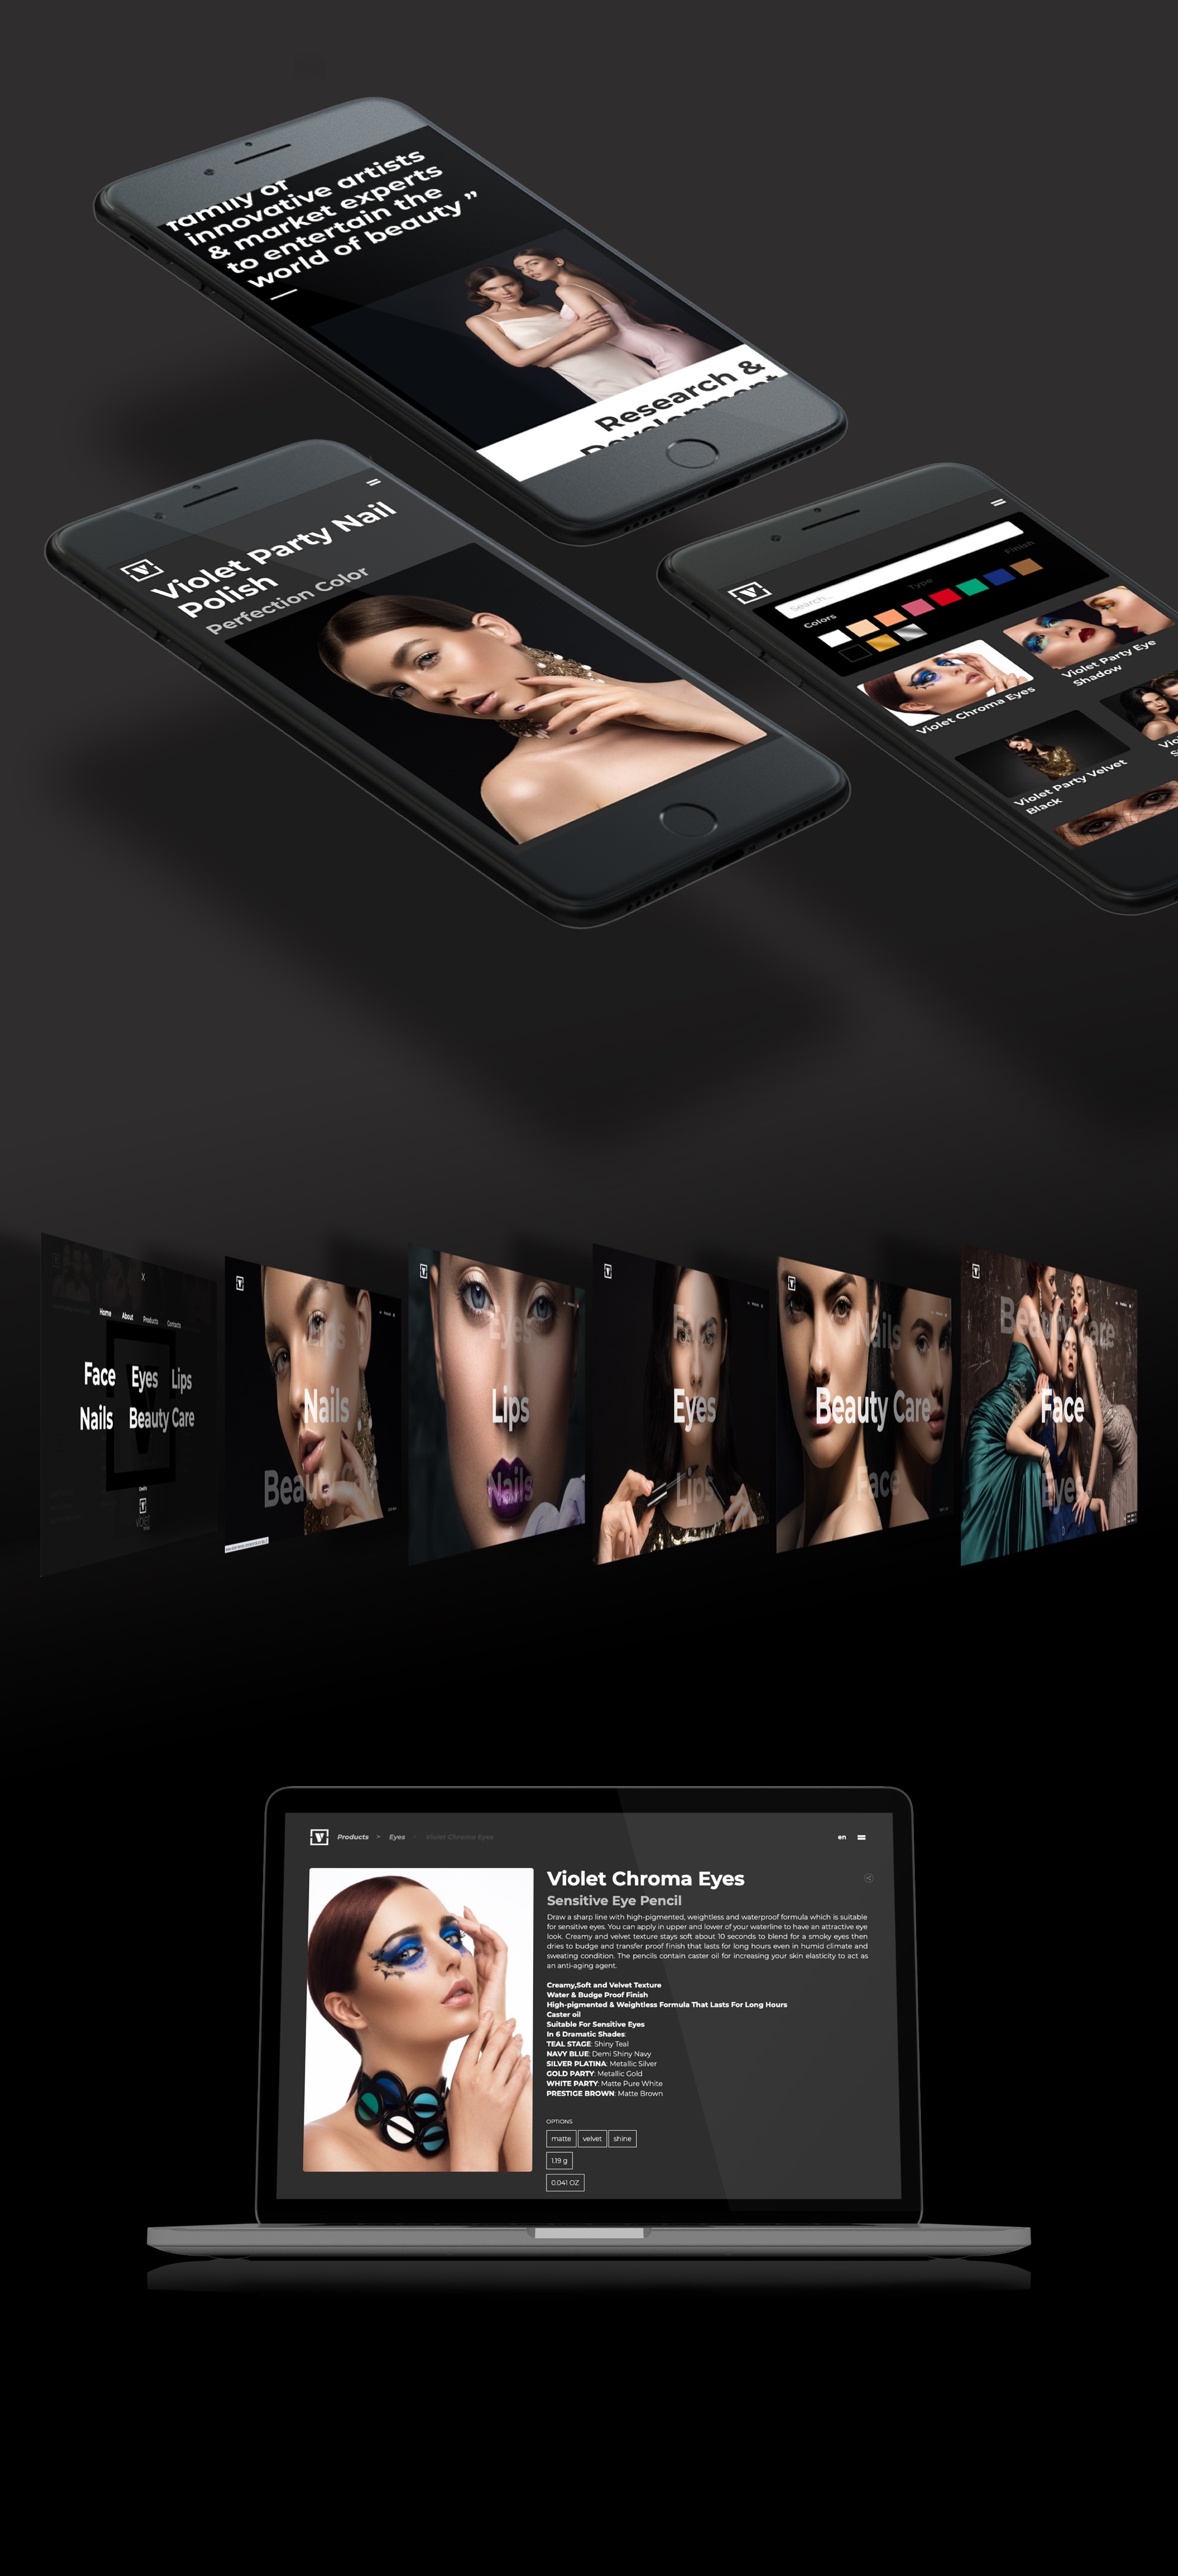 family of
innovative artists
& market experts
to entertain the
world of beauty ”
Research &
Development
V
Violet Party Nail
Polish
Perfection Color
V
Search...
Colors
Type
Finish
Violet Chroma Eyes
Violet Party Eye
Shadow
Violet Party Velvet
Black
X
Home About Products Contacts
Face Eyes Lips
Nails Beauty Care
Lips
Nails
Beau
Eyes
Lips
Nails
Eyes
Lips
Nails
Beauty Care
Face
Beauty Care
Face
Eyes
V Products > Eyes > Violet Chroma Eyes
en
Violet Chroma Eyes
Sensitive Eye Pencil
Draw a sharp line with high-pigmented, weightless and waterproof formula which is suitable
for sensitive eyes. You can apply in upper and lower of your waterline to have an attractive eye
look. Creamy and velvet texture stays soft about 10 seconds to blend for a smoky eyes then
dries to budge and transfer proof finish that lasts for long hours even in humid climate and
sweating condition. The pencils contain caster oil for increasing your skin elasticity to act as
an anti-aging agent.
Creamy,Soft and Velvet Texture
Water & Budge Proof Finish
High-pigmented & Weightless Formula That Lasts For Long Hours
Caster oil
Suitable For Sensitive Eyes
In 6 Dramatic Shades:
TEAL STAGE: Shiny Teal
NAVY BLUE: Demi Shiny Navy
SILVER PLATINA: Metallic Silver
GOLD PARTY: Metallic Gold
WHITE PARTY: Matte Pure White
PRESTIGE BROWN: Matte Brown
OPTIONS
matte velvet shine
1.19 g
0.041 OZ